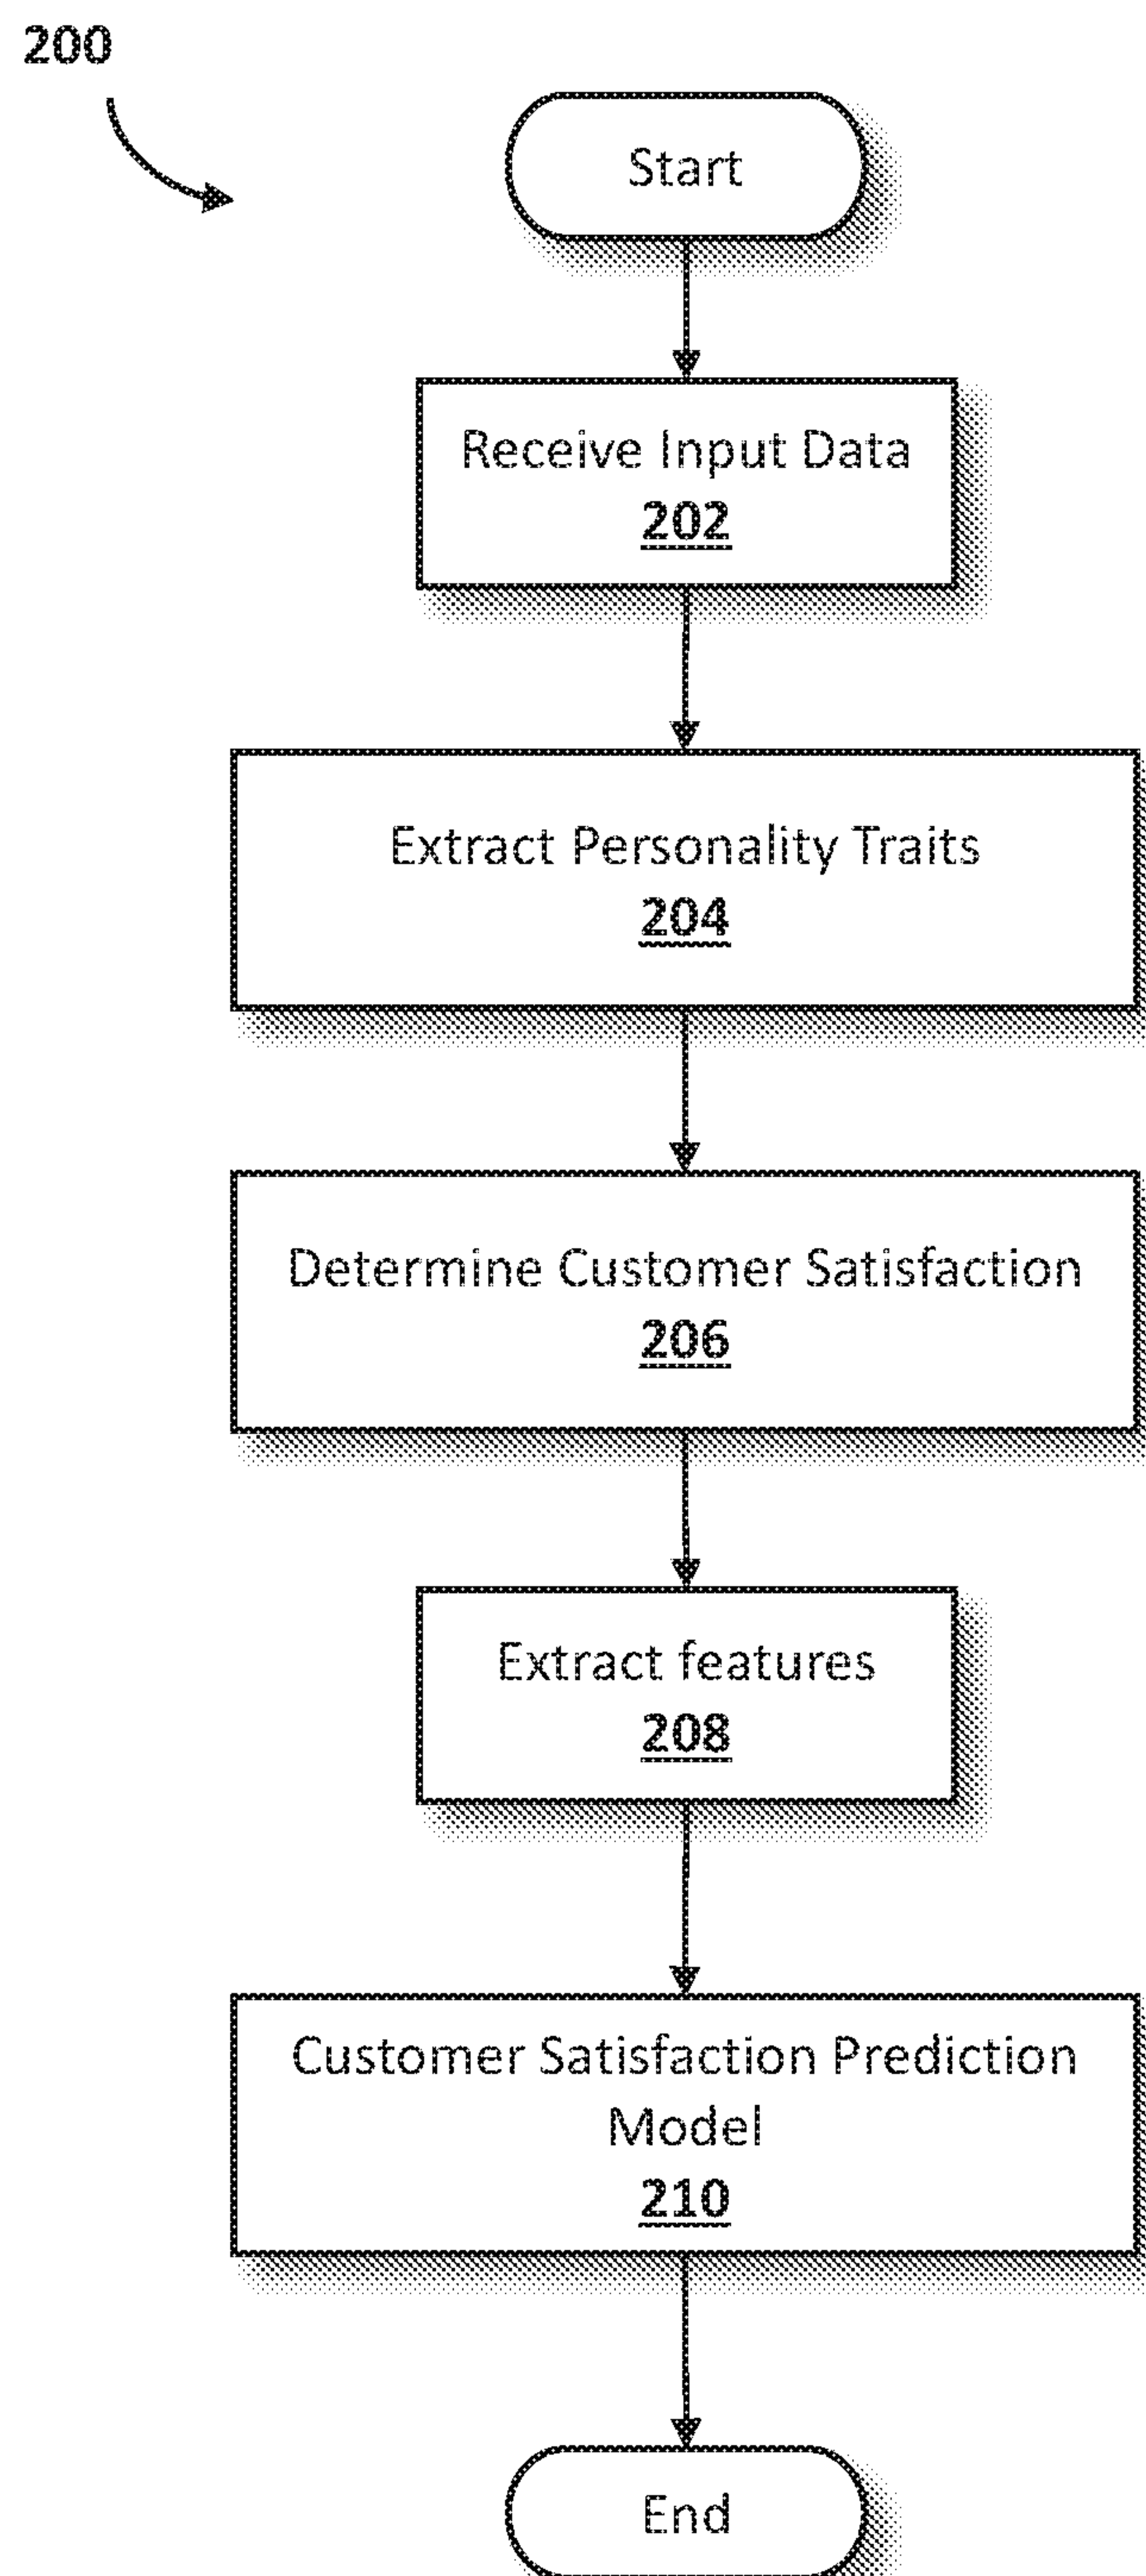 200
Start
Receive Input Data
202
Extract Personality Traits
204
Determine Customer Satisfaction
206
Extract features
208
Customer Satisfaction Prediction
Model
210
End